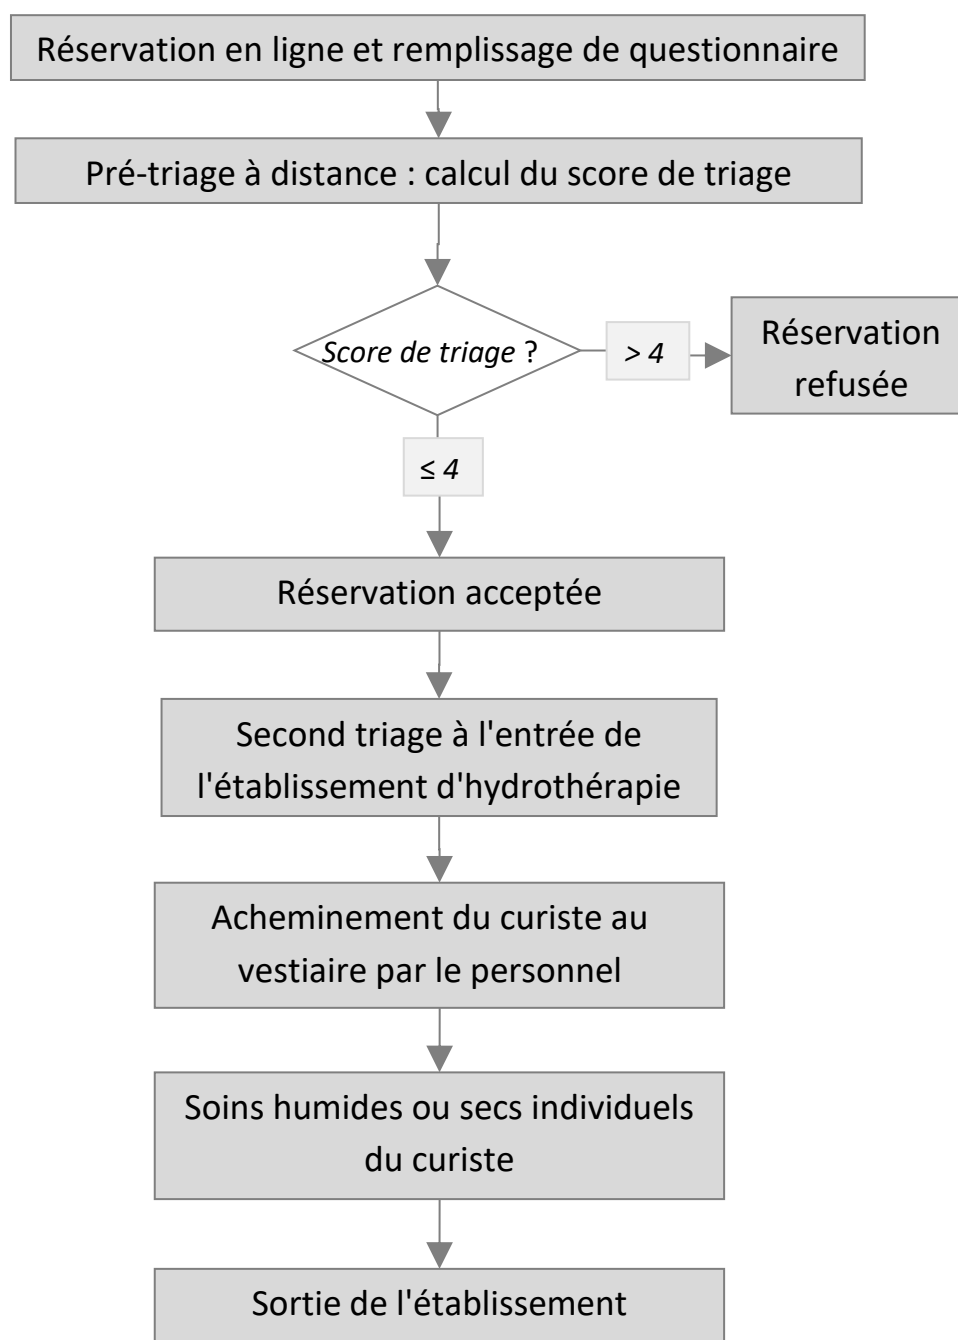 Réservation en ligne et remplissage de questionnaire
Pré-triage à distance : calcul du score de triage
Score de triage ?
> 4
Réservation
refusée
≤ 4
Réservation acceptée
Second triage à l'entrée de
l'établissement d'hydrothérapie
Acheminement du curiste au
vestiaire par le personnel
Soins humides ou secs individuels
du curiste
Sortie de l'établissement